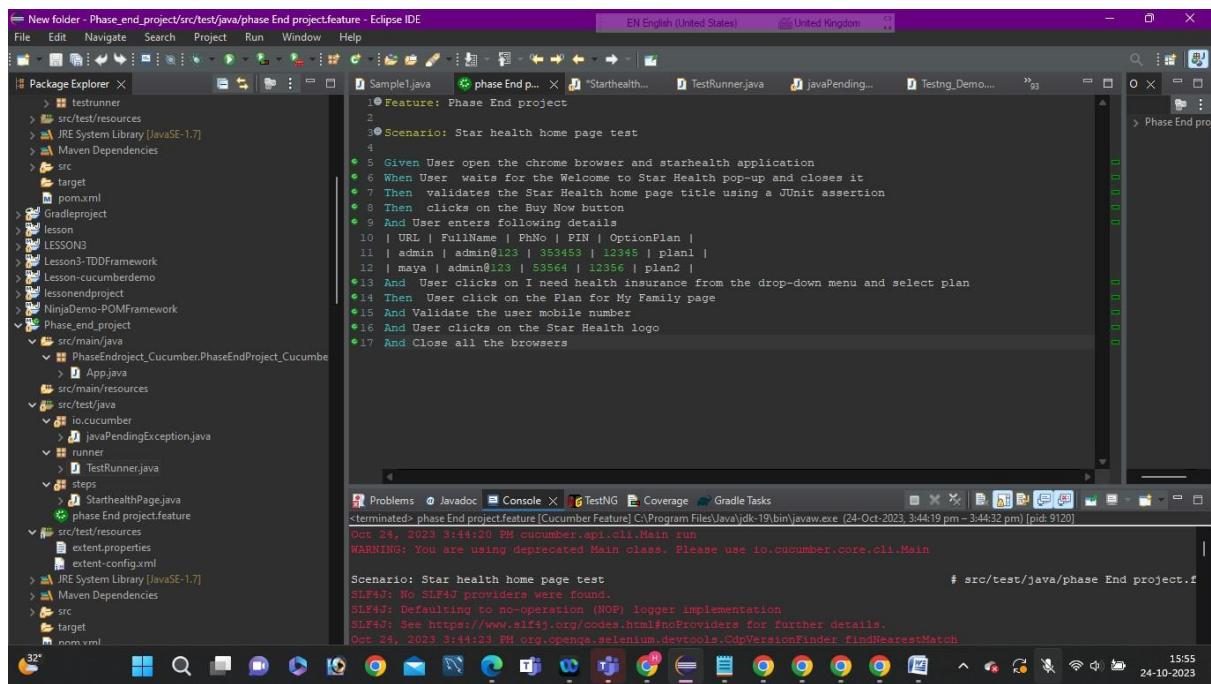 New folder - Phase_end_project/src/test/java/phase End project.feature - Eclipse IDE
EN English (United States) United Kingdom
File Edit Navigate Search Project Run Window Help
Package Explorer
testrunner
src/test/resources
JRE System Library [JavaSE-1.7]
Maven Dependencies
src
target
pom.xml
Gradleproject
lesson
LESSON3
Lesson3-TDDFramework
Lesson-cucumberdemo
lessonendproject
NinjaDemo-POMFramework
Phase_end_project
src/main/java
PhaseEndroject_Cucumber.PhaseEndProject_Cucumbe
App.java
src/main/resources
src/test/java
io.cucumber
javaPendingException.java
runner
TestRunner.java
steps
StarthealthPage.java
phase End project.feature
src/test/resources
extent.properties
extent-config.xml
JRE System Library [JavaSE-1.7]
Maven Dependencies
src
target
pom.xml
Sample1.java phase End p... *Starthealth... TestRunner.java javaPending... Testng_Demo.... »93
1 Feature: Phase End project
2
3 Scenario: Star health home page test
4
5 Given User open the chrome browser and starhealth application
6 When User waits for the Welcome to Star Health pop-up and closes it
7 Then validates the Star Health home page title using a JUnit assertion
8 Then clicks on the Buy Now button
9 And User enters following details
10 | URL | FullName | PhNo | PIN | OptionPlan |
11 | admin | admin@123 | 353453 | 12345 | plan1 |
12 | maya | admin@123 | 53564 | 12356 | plan2 |
13 And User clicks on I need health insurance from the drop-down menu and select plan
14 Then User click on the Plan for My Family page
15 And Validate the user mobile number
16 And User clicks on the Star Health logo
17 And Close all the browsers
O
Phase End pro
Problems Javadoc Console TestNG Coverage Gradle Tasks
<terminated> phase End project.feature [Cucumber Feature] C:\Program Files\Java\jdk-19\bin\javaw.exe (24-Oct-2023, 3:44:19 pm – 3:44:32 pm) [pid: 9120]
Oct 24, 2023 3:44:20 PM cucumber.api.cli.Main run
WARNING: You are using deprecated Main class. Please use io.cucumber.core.cli.Main
Scenario: Star health home page test # src/test/java/phase End project.f
SLF4J: No SLF4J providers were found.
SLF4J: Defaulting to no-operation (NOP) logger implementation
SLF4J: See https://www.slf4j.org/codes.html#noProviders for further details.
Oct 24, 2023 3:44:23 PM org.openqa.selenium.devtools.CdpVersionFinder findNearestMatch
32°
15:55
24-10-2023